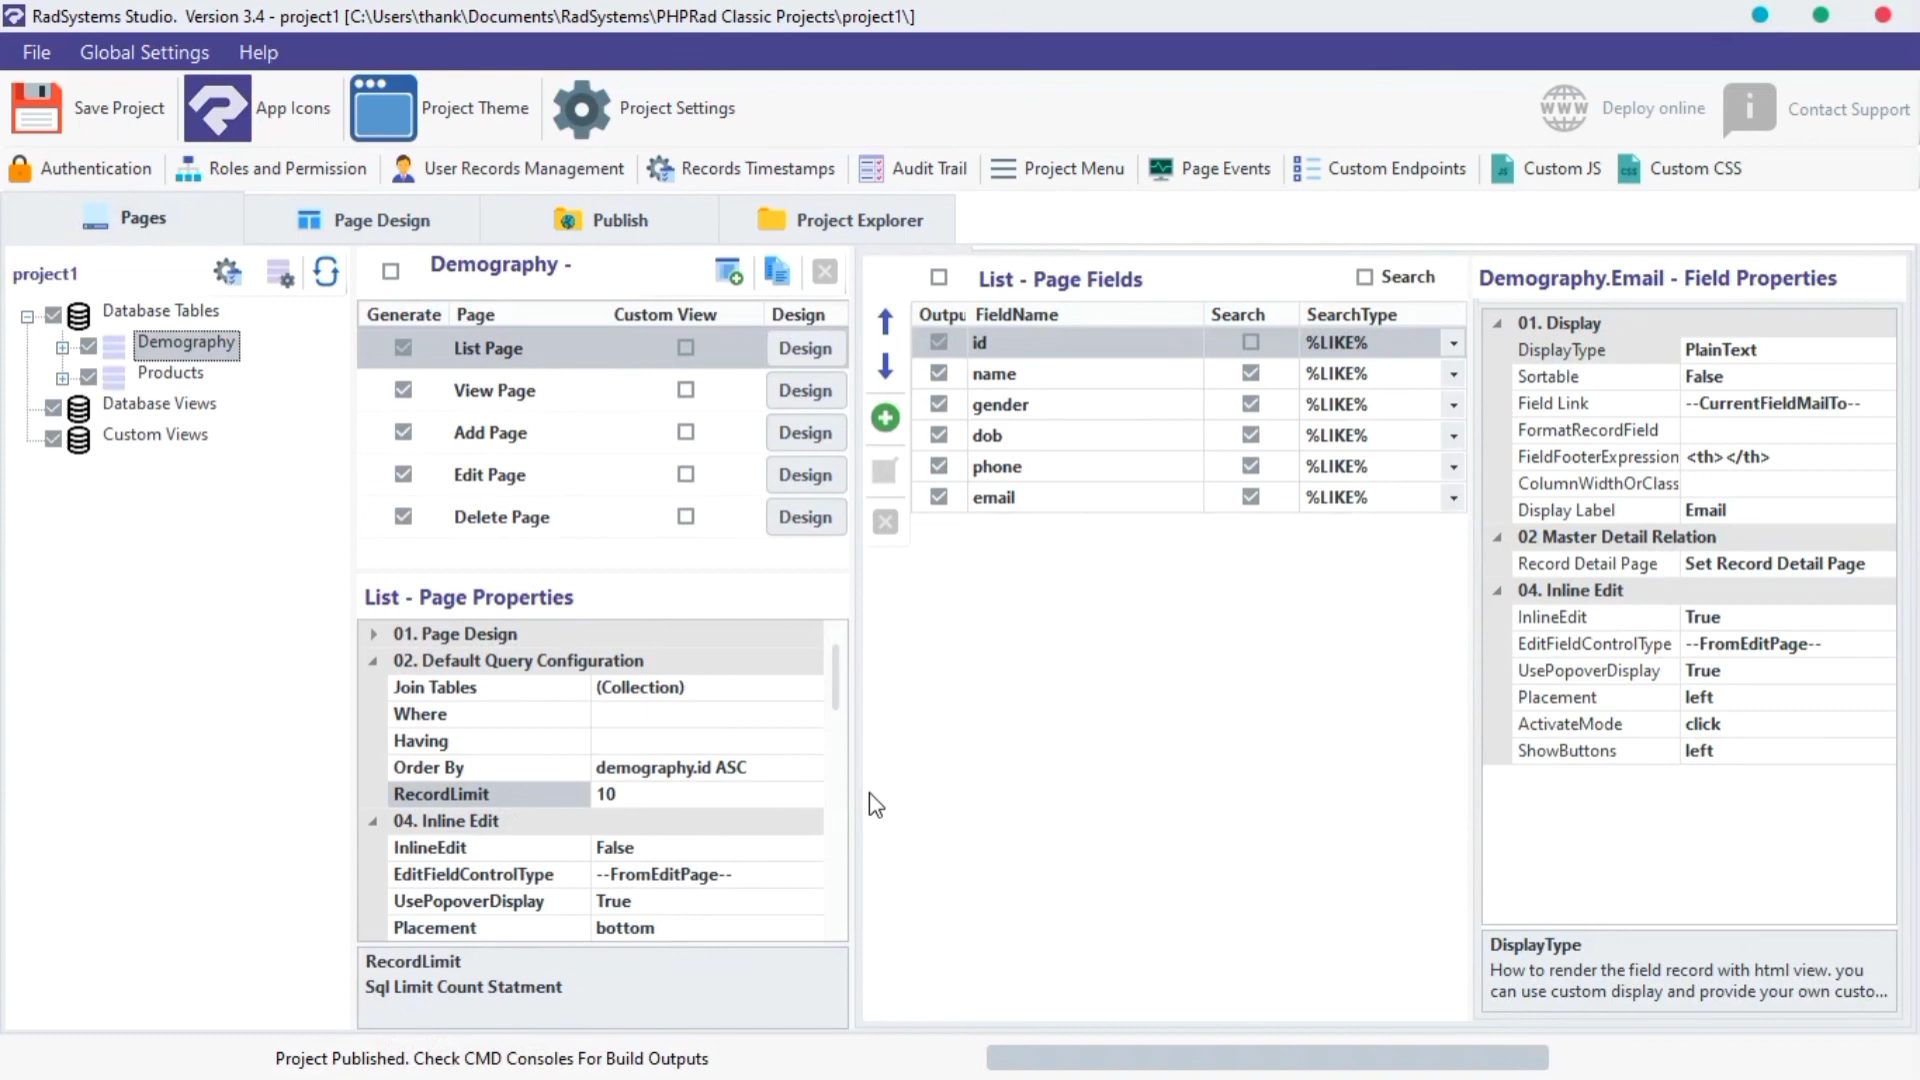 RadSystems Studio.  Version 3.4 - project1 [C:\Users\thank\Documents\RadSystems\PHPRad Classic Projects\project1\]
File Global Settings Help
Save Project App Icons Project Theme Project Settings www Deploy online i Contact Support
Authentication Roles and Permission User Records Management Records Timestamps Audit Trail Project Menu Page Events Custom Endpoints JS Custom JS CSS Custom CSS
Pages Page Design Publish Project Explorer
project1
Database Tables
Demography
Products
Database Views
Custom Views
Demography -
Generate Page Custom View Design
List Page Design
View Page Design
Add Page Design
Edit Page Design
Delete Page Design
List - Page Properties
01. Page Design
02. Default Query Configuration
Join Tables (Collection)
Where
Having
Order By demography.id ASC
RecordLimit 10
04. Inline Edit
InlineEdit False
EditFieldControlType --FromEditPage--
UsePopoverDisplay True
Placement bottom
RecordLimit
Sql Limit Count Statment
List - Page Fields Search
Outpu FieldName Search SearchType
id %LIKE%
name %LIKE%
gender %LIKE%
dob %LIKE%
phone %LIKE%
email %LIKE%
Demography.Email - Field Properties
01. Display
DisplayType PlainText
Sortable False
Field Link --CurrentFieldMailTo--
FormatRecordField
FieldFooterExpression <th></th>
ColumnWidthOrClass
Display Label Email
02 Master Detail Relation
Record Detail Page Set Record Detail Page
04. Inline Edit
InlineEdit True
EditFieldControlType --FromEditPage--
UsePopoverDisplay True
Placement left
ActivateMode click
ShowButtons left
DisplayType
How to render the field record with html view. you
can use custom display and provide your own custo...
Project Published. Check CMD Consoles For Build Outputs